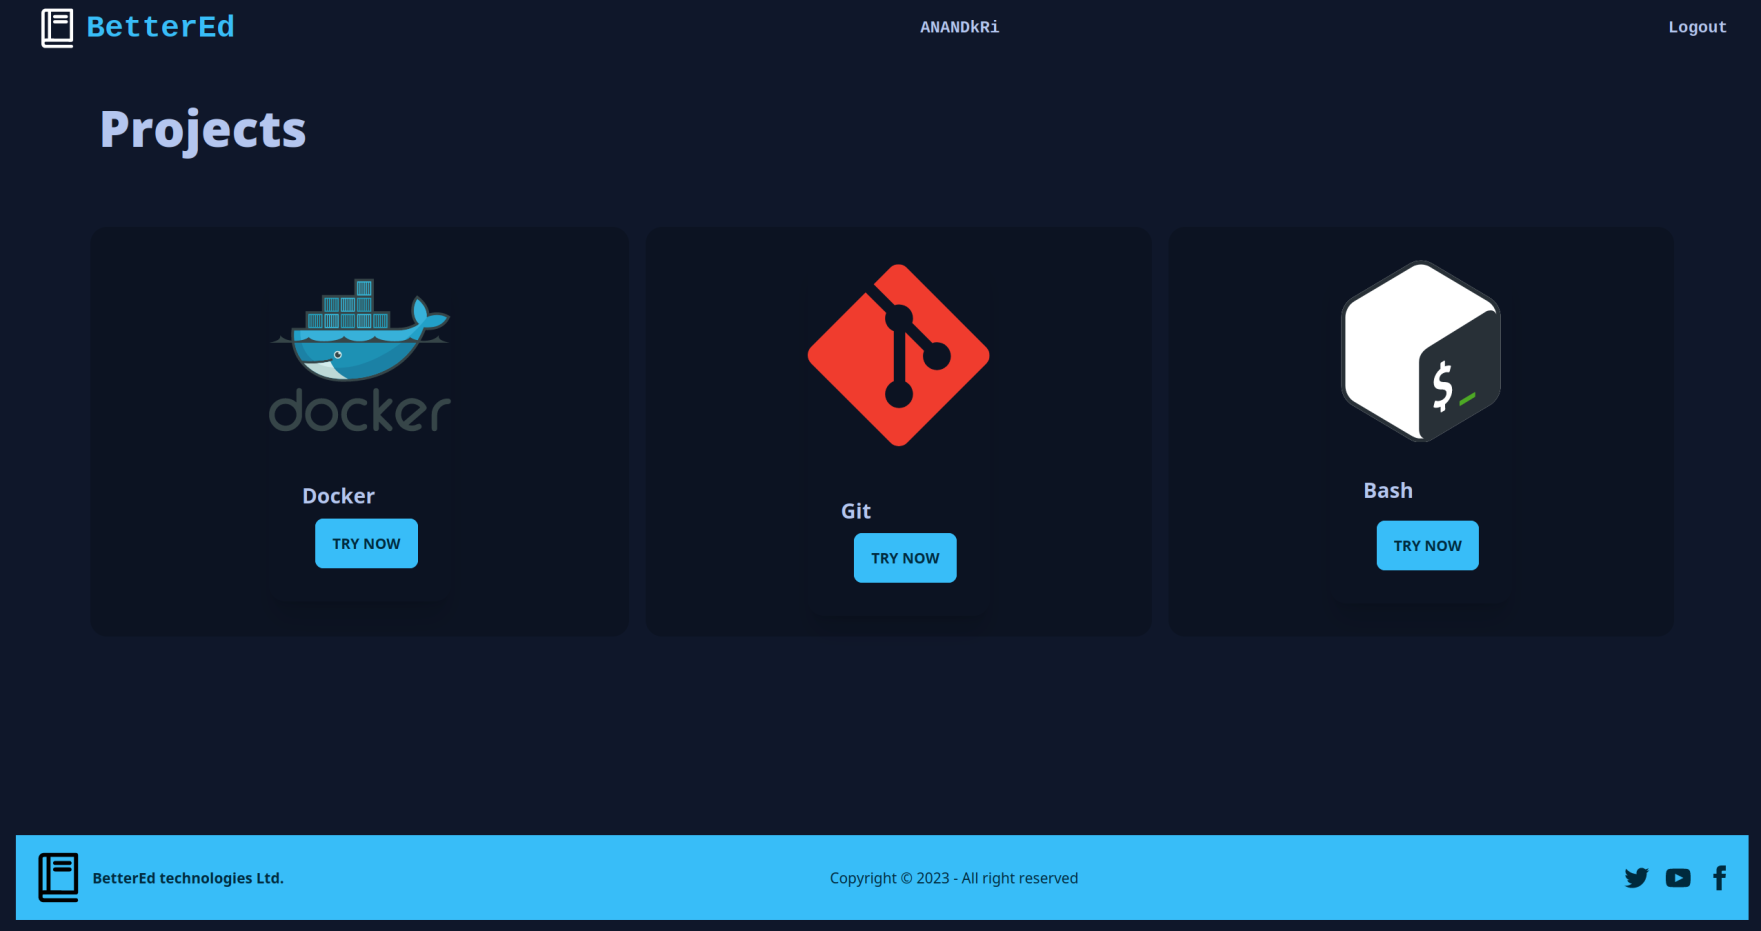 BetterEd
ANANDkRi
Logout
Projects
docker
$_
Docker
Git
Bash
TRY NOW
TRY NOW
TRY NOW
BetterEd technologies Ltd.
Copyright © 2023 - All right reserved